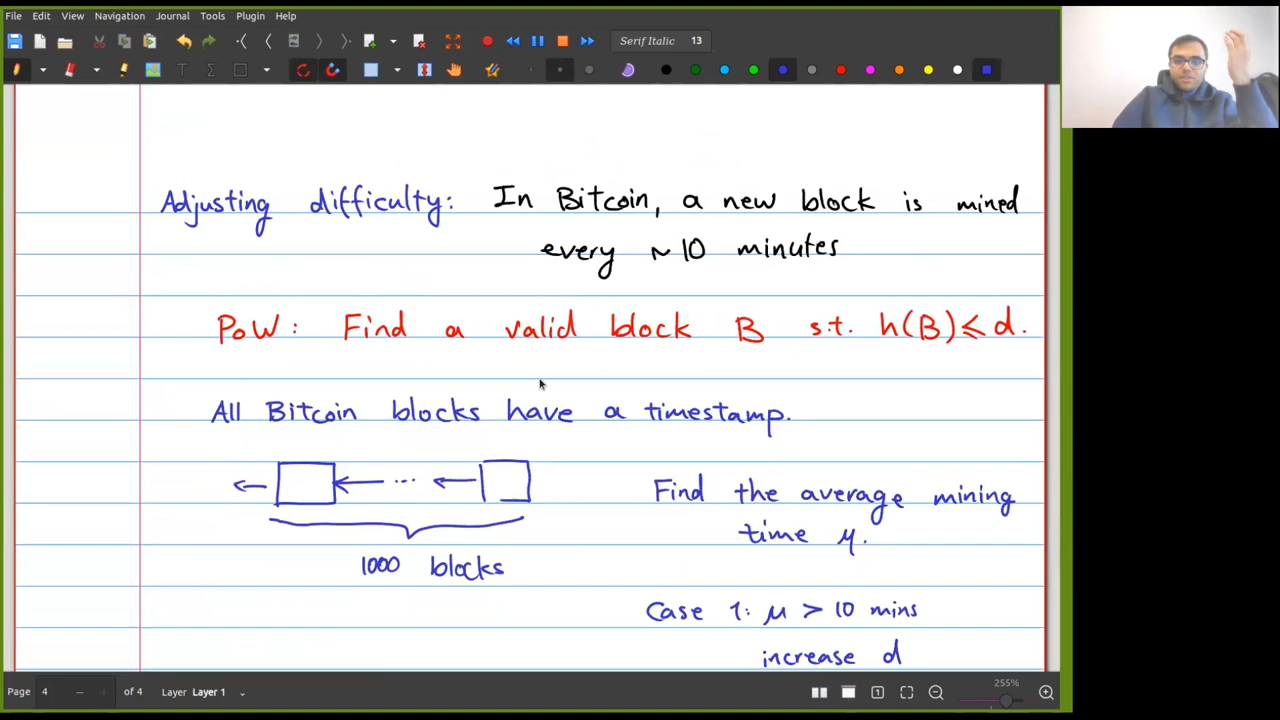 File Edit View Navigation Journal Tools Plugin Help
Serif Italic 13
Adjusting difficulty: In Bitcoin, a new block is mined
every ~10 minutes
PoW: Find a valid block B s.t. h(B)≤d.
All Bitcoin blocks have a timestamp.
...
Find the average mining
time μ.
1000 blocks
Case 1: μ > 10 mins
increase d
Page 4 of 4 Layer Layer 1 255%